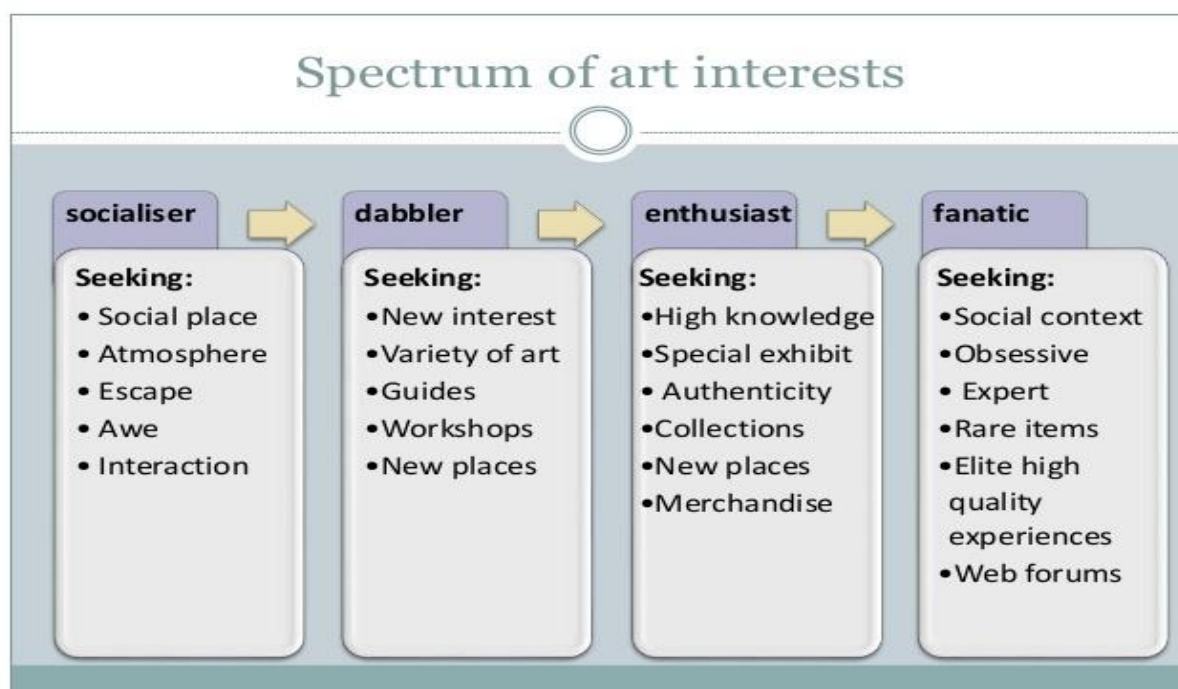 Spectrum of art interests
socialiser
Seeking:
• Social place
• Atmosphere
• Escape
• Awe
• Interaction
dabbler
Seeking:
•New interest
•Variety of art
•Guides
•Workshops
•New places
enthusiast
Seeking:
•High knowledge
•Special exhibit
• Authenticity
•Collections
•New places
•Merchandise
fanatic
Seeking:
•Social context
•Obsessive
• Expert
•Rare items
•Elite high
quality
experiences
•Web forums